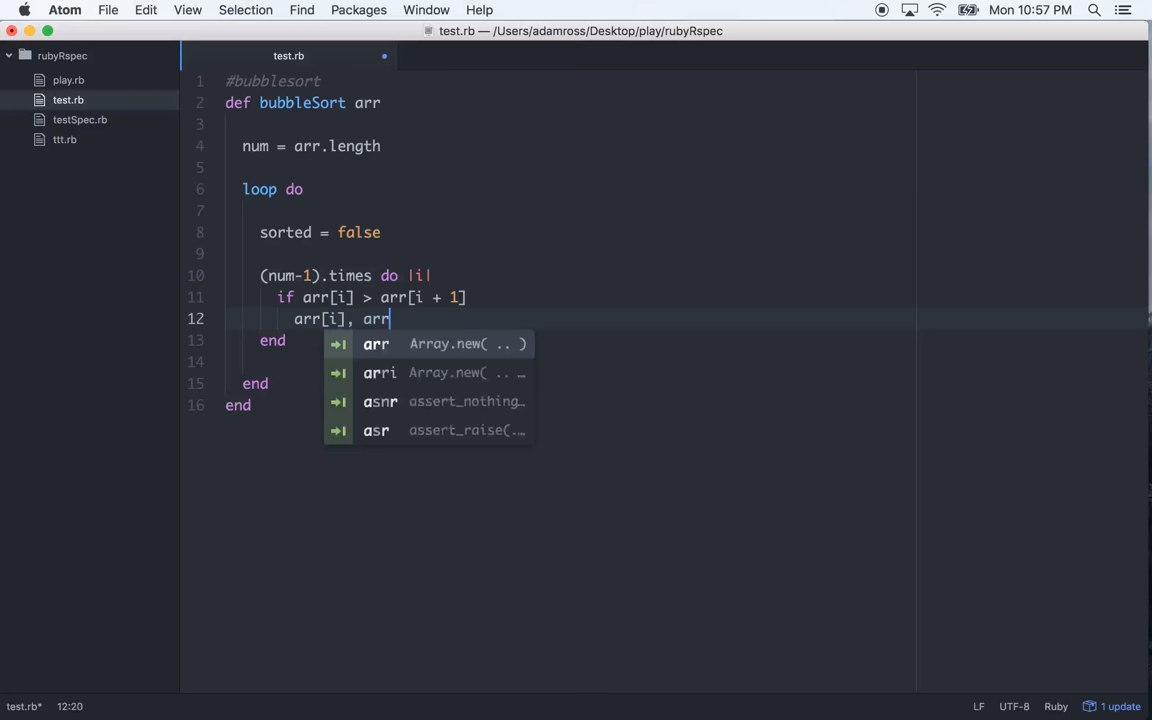 Atom File Edit View Selection Find Packages Window Help Mon 10:57 PM
test.rb — /Users/adamross/Desktop/play/rubyRspec
rubyRspec
play.rb
test.rb
testSpec.rb
ttt.rb
test.rb
1 #bubblesort
2 def bubbleSort arr
3
4 num = arr.length
5
6 loop do
7
8 sorted = false
9
10 (num-1).times do |i|
11 if arr[i] > arr[i + 1]
12 arr[i], arr
13 end
14
15 end
16 end
arr Array.new( .. )
arri Array.new( .. …
asnr assert_nothing…
asr assert_raise(.…
test.rb* 12:20 LF UTF-8 Ruby 1 update